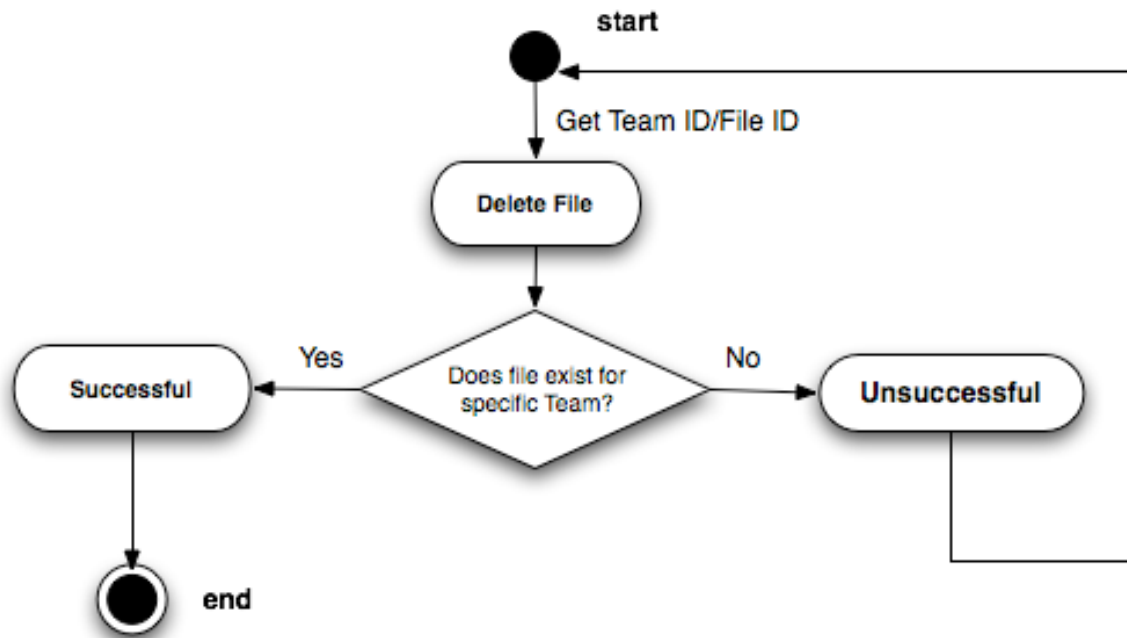 start
Get Team ID/File ID
Delete File
Yes
Does file exist for
specific Team?
No
Successful
Unsuccessful
end